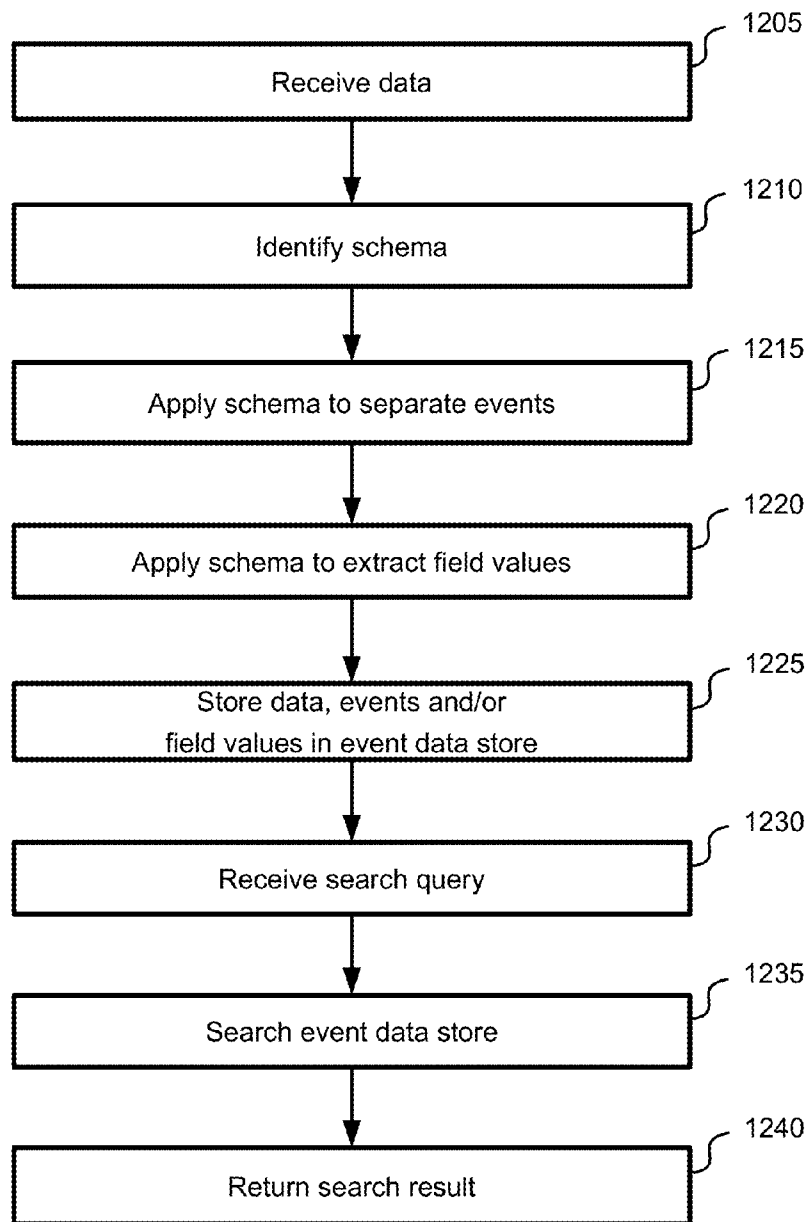 1205
Receive data
1210
Identify schema
1215
Apply schema to separate events
1220
Apply schema to extract field values
1225
Store data, events and/or
field values in event data store
1230
Receive search query
1235
Search event data store
1240
Return search result